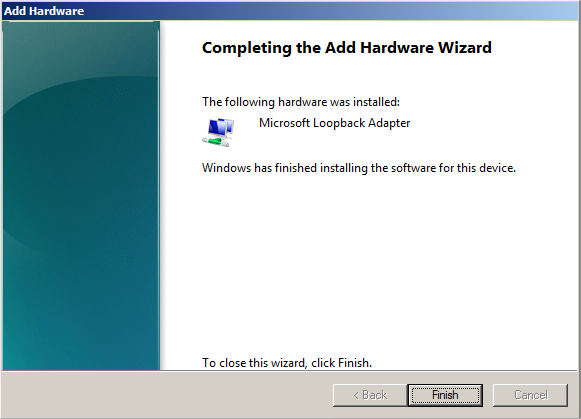 Add Hardware
Completing the Add Hardware Wizard
The following hardware was installed:
Microsoft Loopback Adapter
Windows has finished installing the software for this device.
To close this wizard, click Finish.
< Back
Finish
Cancel